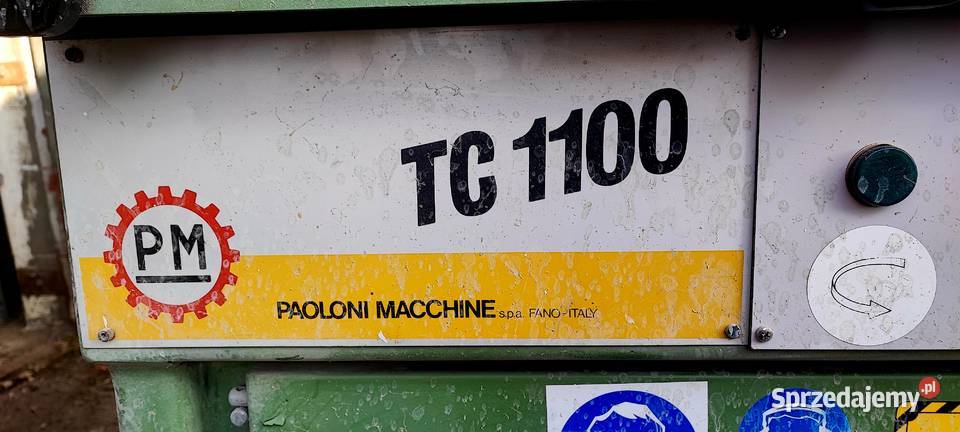 TC 1100
PM
PAOLONI MACCHINE s.p.a. FANO-ITALY
Sprzedajemy.pl